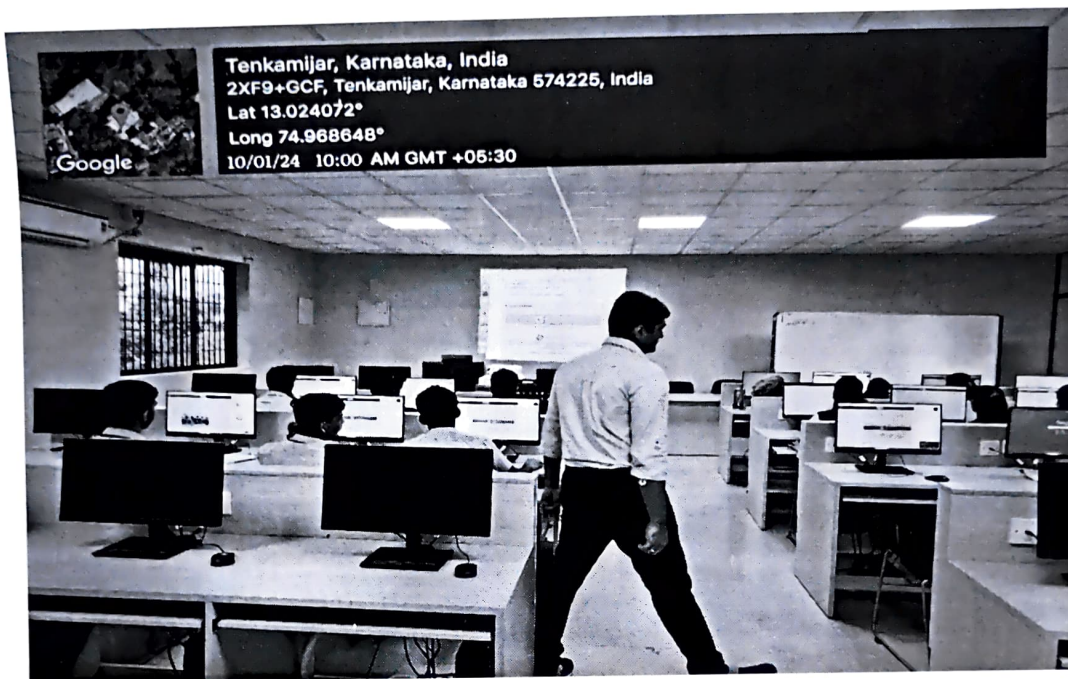 Tenkamijar, Karnataka, India
2XF9+GCF, Tenkamijar, Karnataka 574225, India
Lat 13.024072°
Long 74.968648°
10/01/24 10:00 AM GMT +05:30
Google